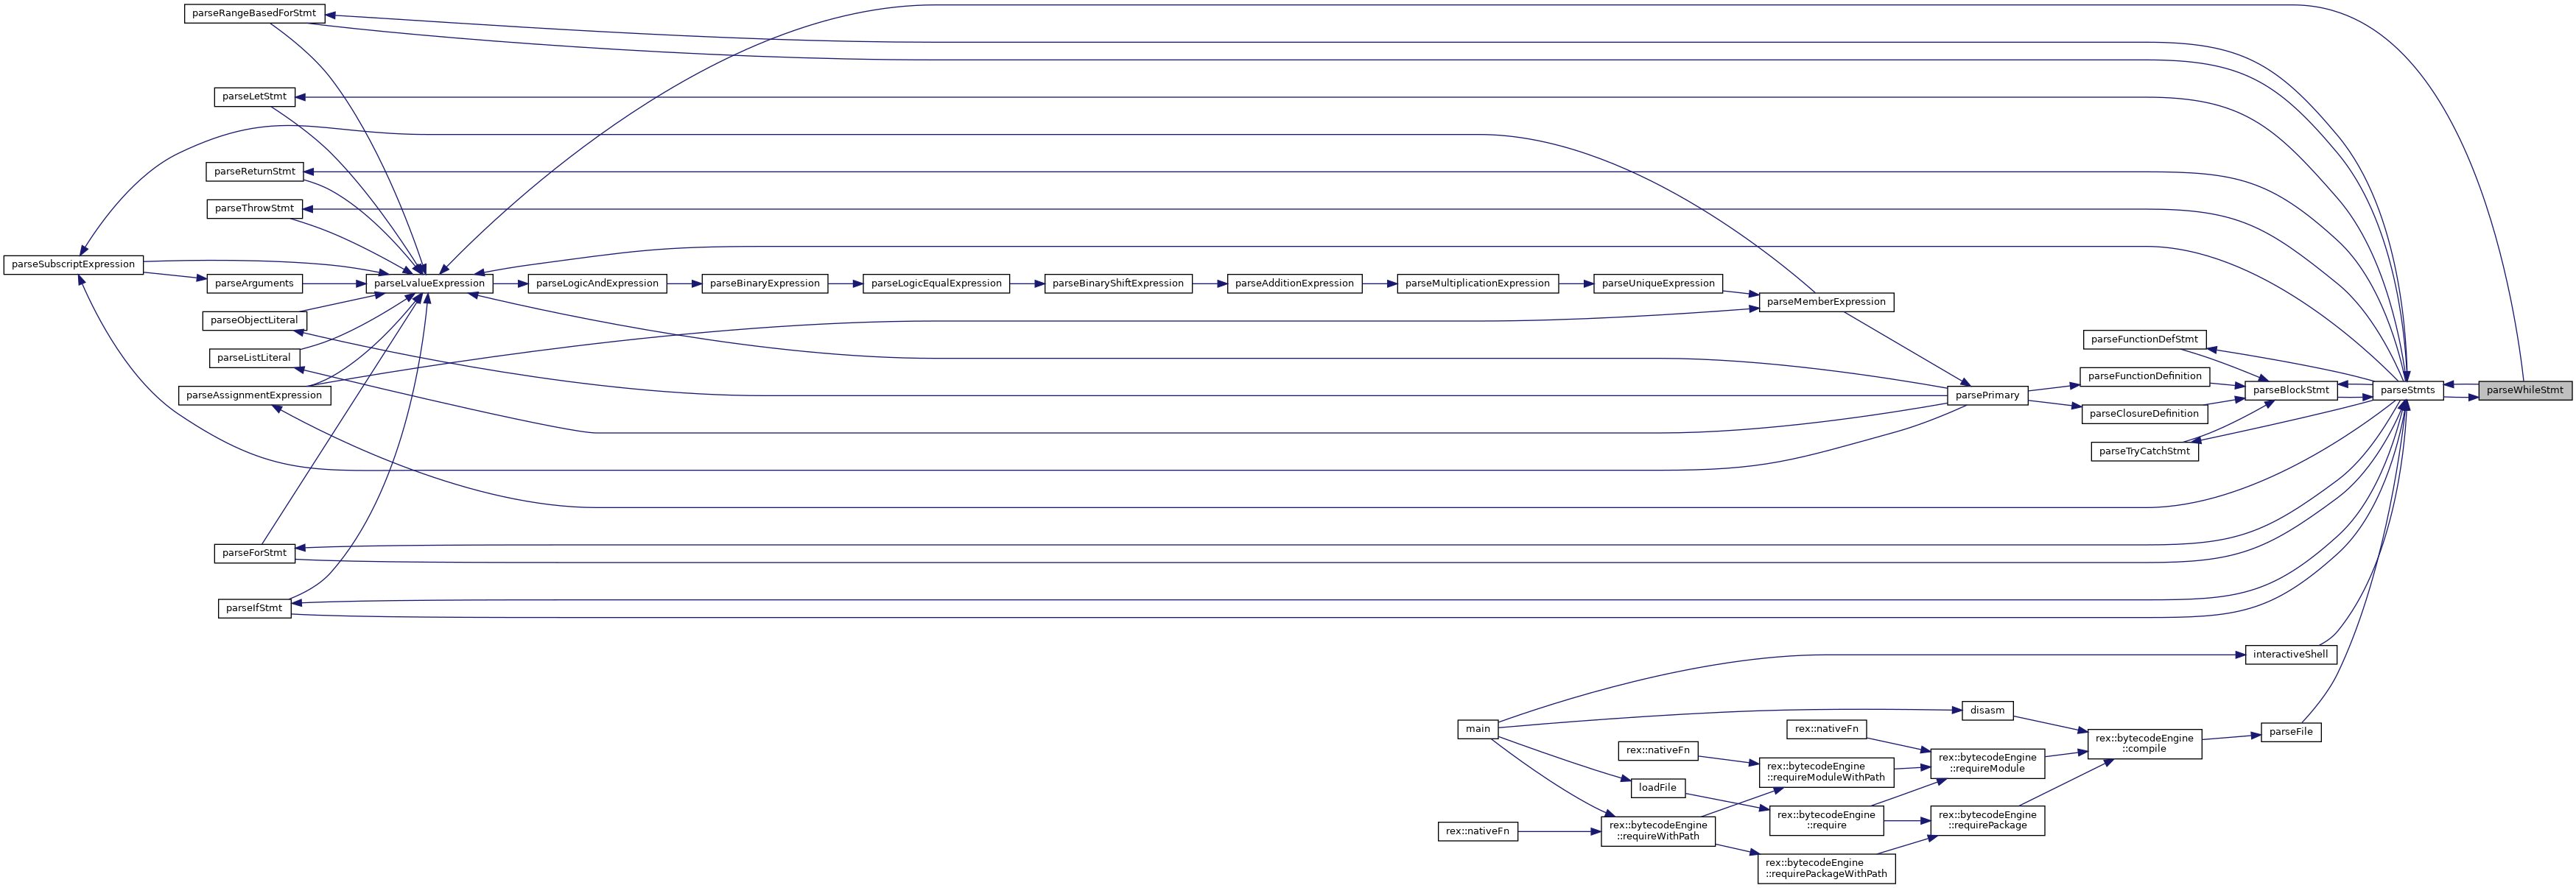 parseRangeBasedForStmt
parseLetStmt
parseReturnStmt
parseThrowStmt
parseSubscriptExpression
parseArguments
parseLvalueExpression
parseLogicAndExpression
parseBinaryExpression
parseLogicEqualExpression
parseBinaryShiftExpression
parseAdditionExpression
parseMultiplicationExpression
parseUniqueExpression
parseMemberExpression
parseObjectLiteral
parseListLiteral
parseAssignmentExpression
parsePrimary
parseFunctionDefStmt
parseFunctionDefinition
parseBlockStmt
parseStmts
parseWhileStmt
parseClosureDefinition
parseTryCatchStmt
parseForStmt
parseIfStmt
interactiveShell
disasm
main
rex::nativeFn
parseFile
rex::bytecodeEngine
::compile
rex::nativeFn
rex::bytecodeEngine
::requireModuleWithPath
rex::bytecodeEngine
::requireModule
loadFile
rex::bytecodeEngine
::require
rex::bytecodeEngine
::requirePackage
rex::nativeFn
rex::bytecodeEngine
::requireWithPath
rex::bytecodeEngine
::requirePackageWithPath